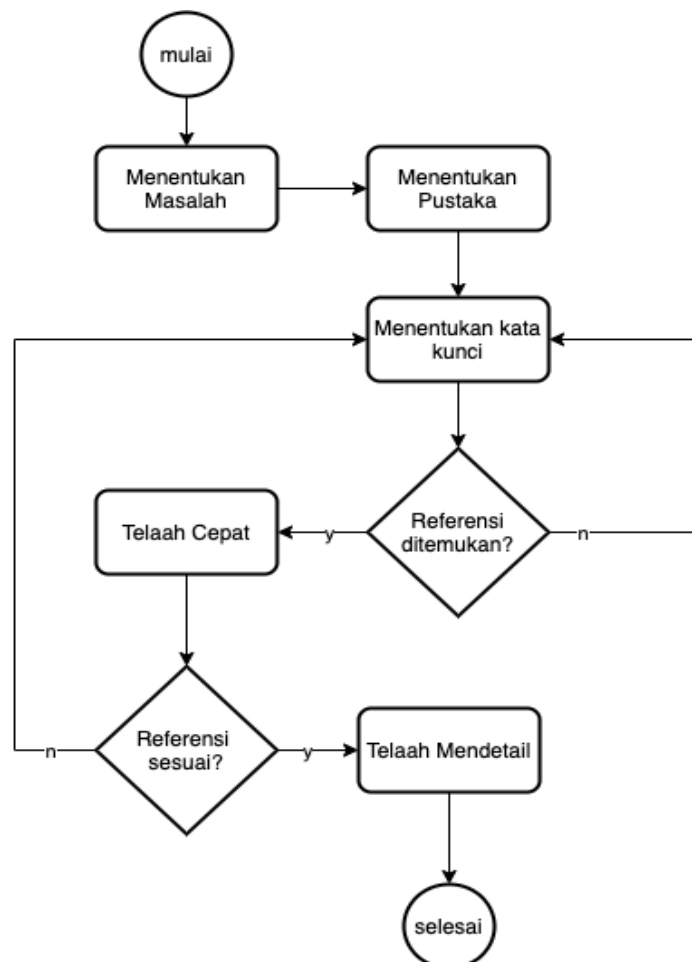 mulai
Menentukan
Masalah
Menentukan
Pustaka
Menentukan kata
kunci
Referensi
ditemukan?
y
n
Telaah Cepat
Referensi
sesuai?
n
y
Telaah Mendetail
selesai